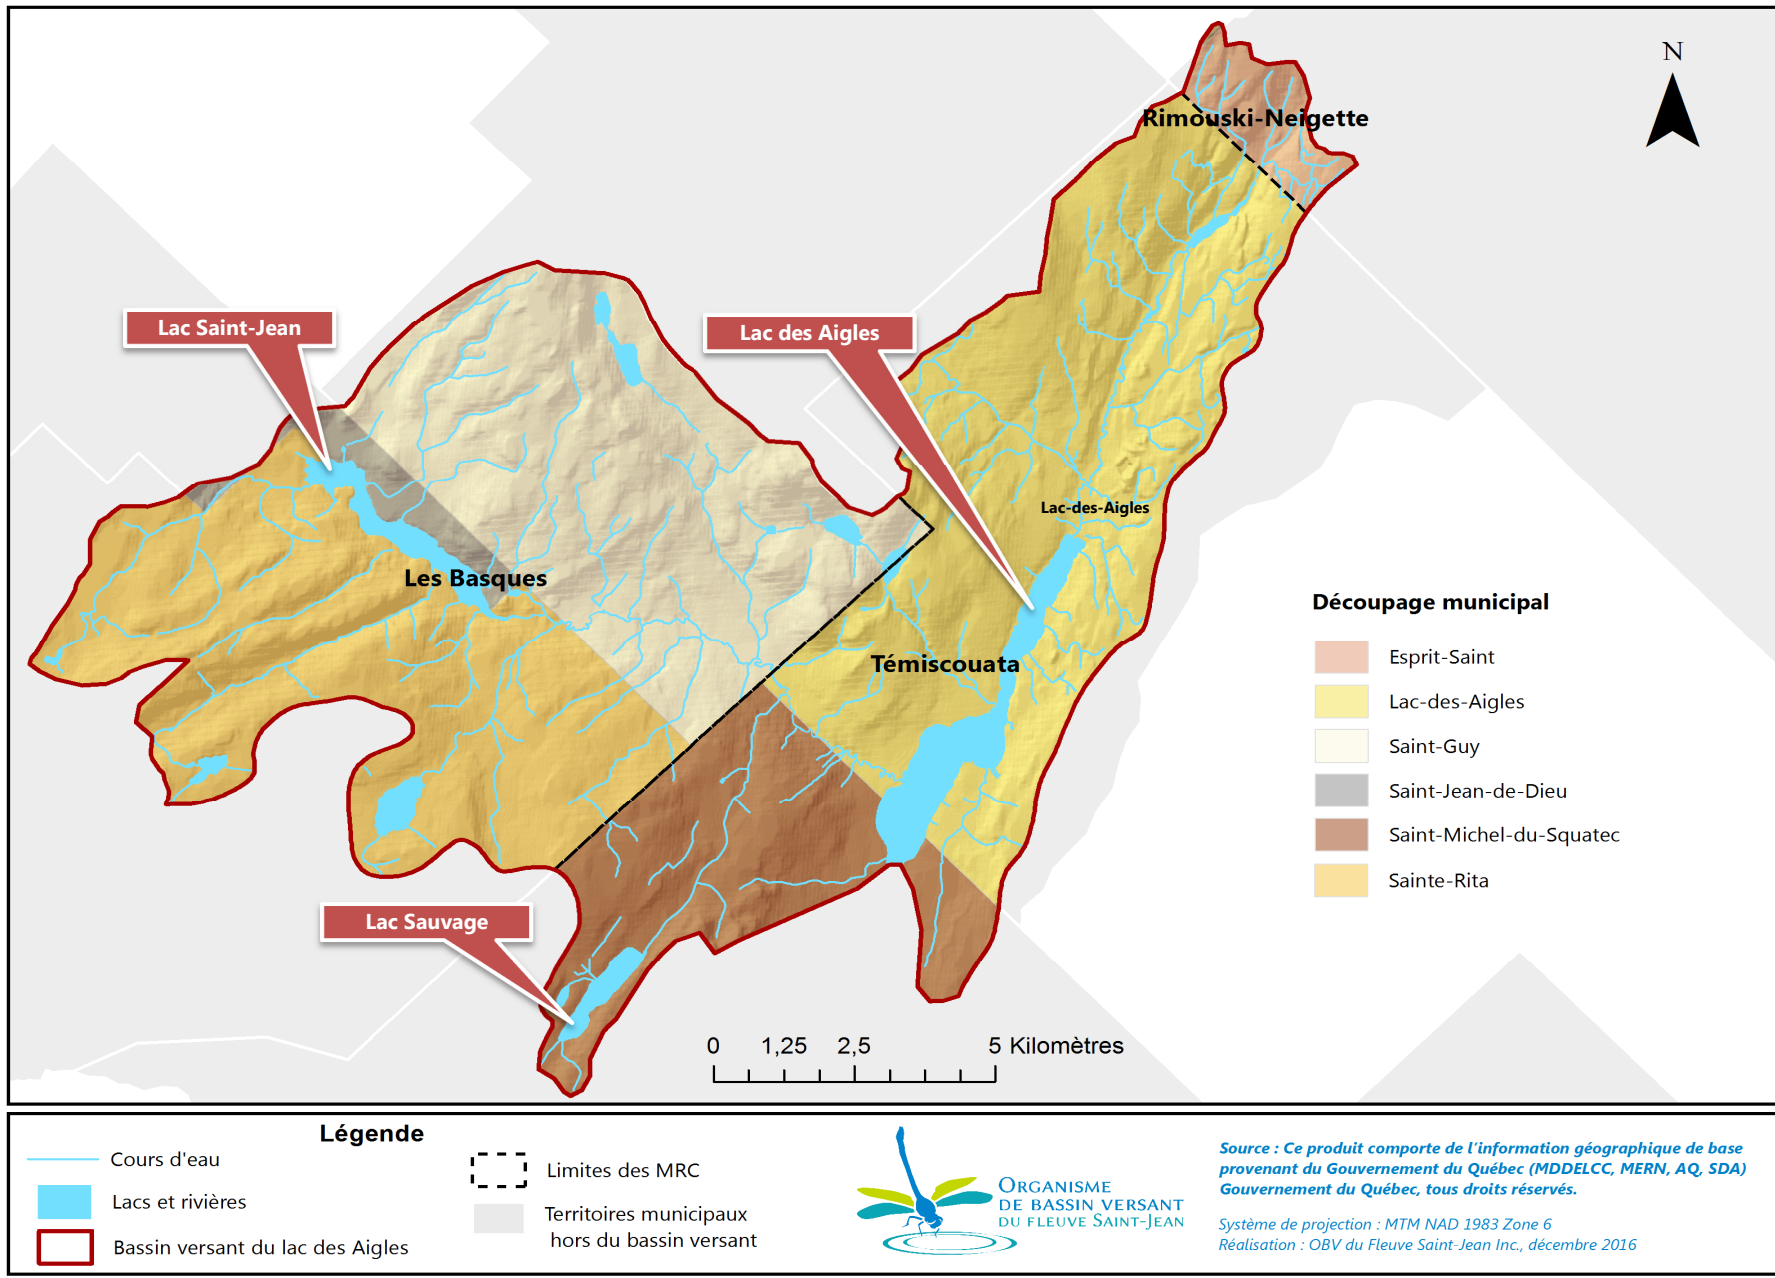 N
Rimouski-Neigette
Lac Saint-Jean
Lac des Aigles
Lac-des-Aigles
Les Basques
Témiscouata
Lac Sauvage
Découpage municipal
Esprit-Saint
Lac-des-Aigles
Saint-Guy
Saint-Jean-de-Dieu
Saint-Michel-du-Squatec
Sainte-Rita
0 1,25 2,5 5 Kilomètres
Légende
Cours d'eau
Lacs et rivières
Bassin versant du lac des Aigles
Limites des MRC
Territoires municipaux
hors du bassin versant
ORGANISME
DE BASSIN VERSANT
DU FLEUVE SAINT-JEAN
Source : Ce produit comporte de l'information géographique de base
provenant du Gouvernement du Québec (MDDELCC, MERN, AQ, SDA)
Gouvernement du Québec, tous droits réservés.
Système de projection : MTM NAD 1983 Zone 6
Réalisation : OBV du Fleuve Saint-Jean Inc., décembre 2016